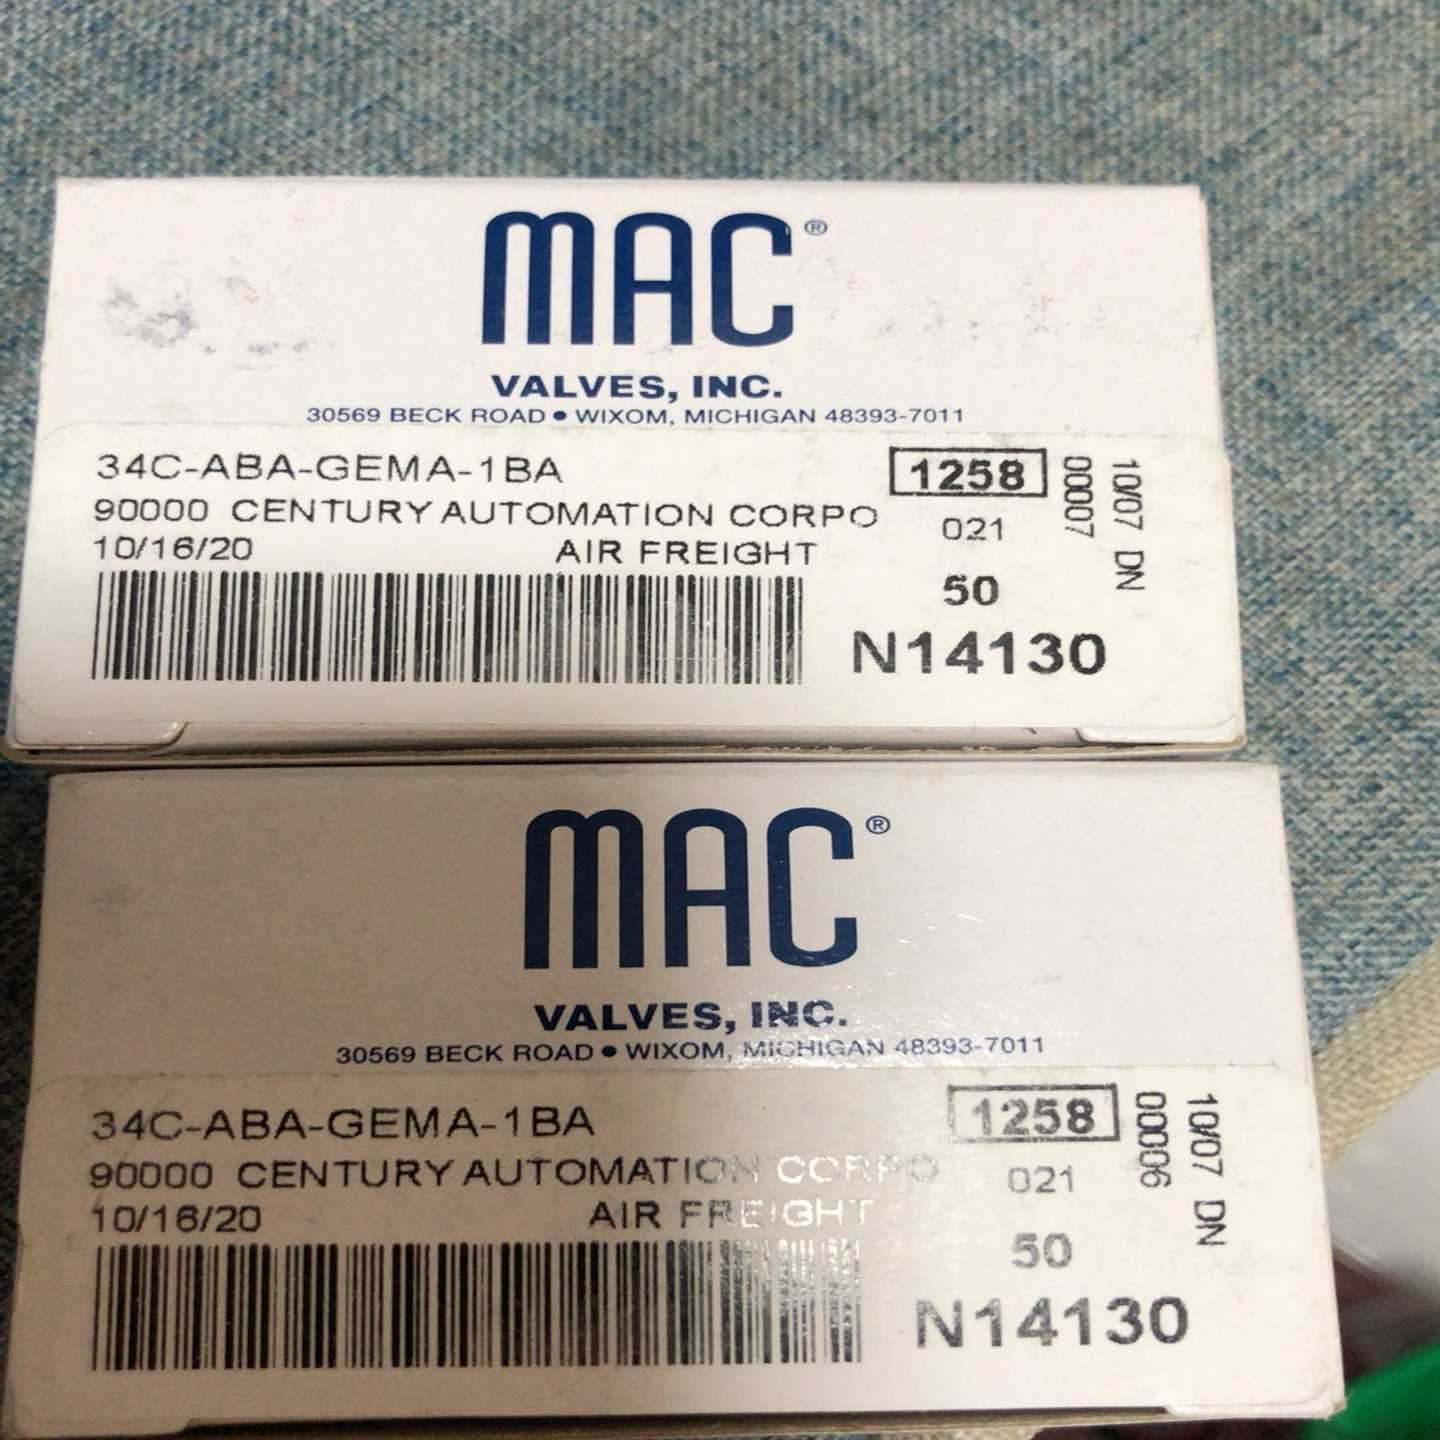 MAC®
VALVES, INC.
30569 BECK ROAD ● WIXOM, MICHIGAN 48393-7011
34C-ABA-GEMA-1BA
1258
90000 CENTURY AUTOMATION CORPO
021
10/16/20 AIR FREIGHT
50
N14130
00007
10/07 DN
MAC®
VALVES, INC.
30569 BECK ROAD ● WIXOM, MICHIGAN 48393-7011
34C-ABA-GEMA-1BA
1258
90000 CENTURY AUTOMATION CORPO
021
10/16/20 AIR FREIGHT
50
N14130
00006
10/07 DN